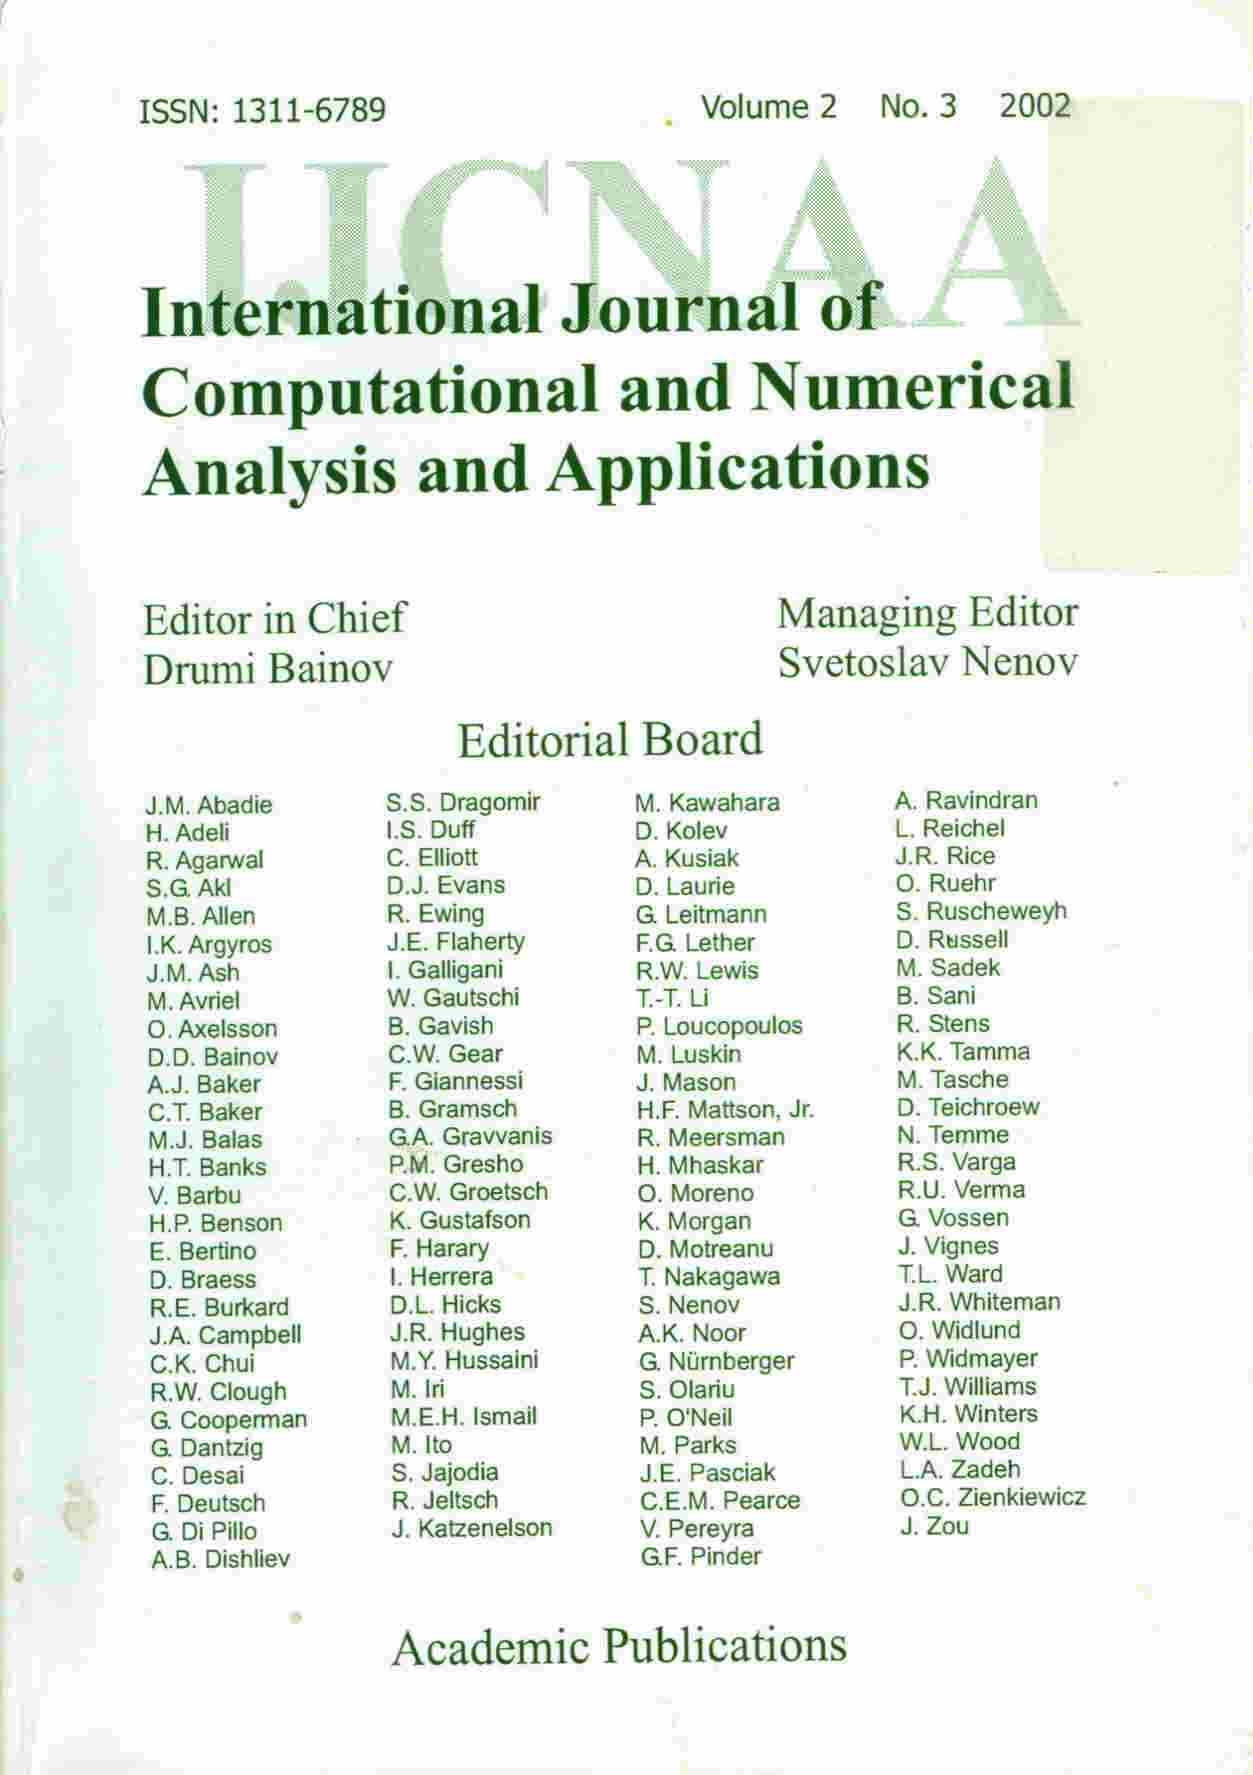 ISSN: 1311-6789 Volume 2 No. 3 2002
IJCNAA
International Journal of
Computational and Numerical
Analysis and Applications
Editor in Chief
Drumi Bainov
Managing Editor
Svetoslav Nenov
Editorial Board
J.M. Abadie
H. Adeli
R. Agarwal
S.G. Akl
M.B. Allen
I.K. Argyros
J.M. Ash
M. Avriel
O. Axelsson
D.D. Bainov
A.J. Baker
C.T. Baker
M.J. Balas
H.T. Banks
V. Barbu
H.P. Benson
E. Bertino
D. Braess
R.E. Burkard
J.A. Campbell
C.K. Chui
R.W. Clough
G. Cooperman
G. Dantzig
C. Desai
F. Deutsch
G. Di Pillo
A.B. Dishliev
S.S. Dragomir
I.S. Duff
C. Elliott
D.J. Evans
R. Ewing
J.E. Flaherty
I. Galligani
W. Gautschi
B. Gavish
C.W. Gear
F. Giannessi
B. Gramsch
G.A. Gravvanis
P.M. Gresho
C.W. Groetsch
K. Gustafson
F. Harary
I. Herrera
D.L. Hicks
J.R. Hughes
M.Y. Hussaini
M. Iri
M.E.H. Ismail
M. Ito
S. Jajodia
R. Jeltsch
J. Katzenelson
M. Kawahara
D. Kolev
A. Kusiak
D. Laurie
G. Leitmann
F.G. Lether
R.W. Lewis
T.-T. Li
P. Loucopoulos
M. Luskin
J. Mason
H.F. Mattson, Jr.
R. Meersman
H. Mhaskar
O. Moreno
K. Morgan
D. Motreanu
T. Nakagawa
S. Nenov
A.K. Noor
G. Nürnberger
S. Olariu
P. O'Neil
M. Parks
J.E. Pasciak
C.E.M. Pearce
V. Pereyra
G.F. Pinder
A. Ravindran
L. Reichel
J.R. Rice
O. Ruehr
S. Ruscheweyh
D. Russell
M. Sadek
B. Sani
R. Stens
K.K. Tamma
M. Tasche
D. Teichroew
N. Temme
R.S. Varga
R.U. Verma
G. Vossen
J. Vignes
T.L. Ward
J.R. Whiteman
O. Widlund
P. Widmayer
T.J. Williams
K.H. Winters
W.L. Wood
L.A. Zadeh
O.C. Zienkiewicz
J. Zou
Academic Publications